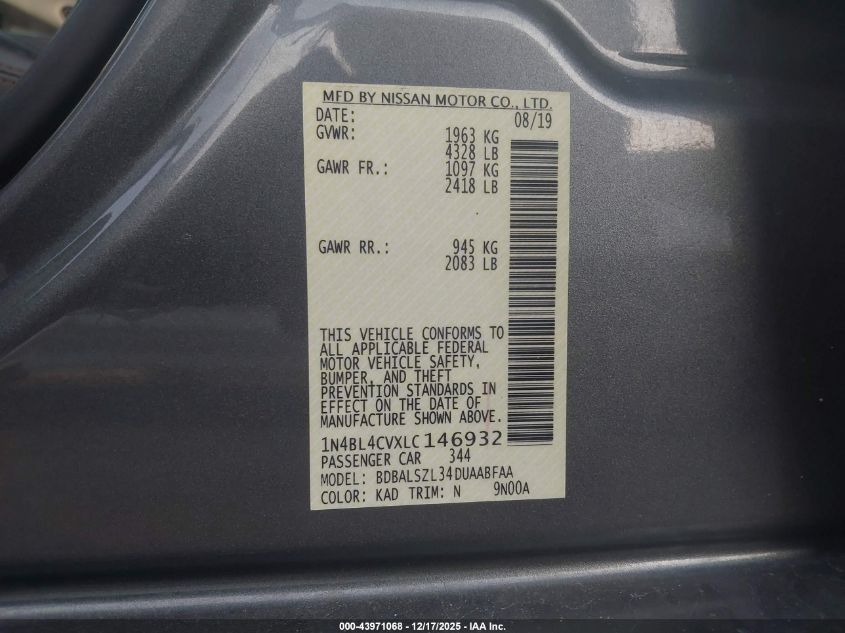 MFD BY NISSAN MOTOR CO., LTD.
DATE: 08/19
GVWR: 1963 KG
4328 LB
GAWR FR.: 1097 KG
2418 LB
GAWR RR.: 945 KG
2083 LB
THIS VEHICLE CONFORMS TO
ALL APPLICABLE FEDERAL
MOTOR VEHICLE SAFETY,
BUMPER, AND THEFT
PREVENTION STANDARDS IN
EFFECT ON THE DATE OF
MANUFACTURE SHOWN ABOVE.
1N4BL4CVXLC146932
PASSENGER CAR 344
MODEL: BDBALSZL34DUAABFAA
COLOR: KAD TRIM: N 9N00A
000-43971068 - 12/17/2025 - IAA Inc.